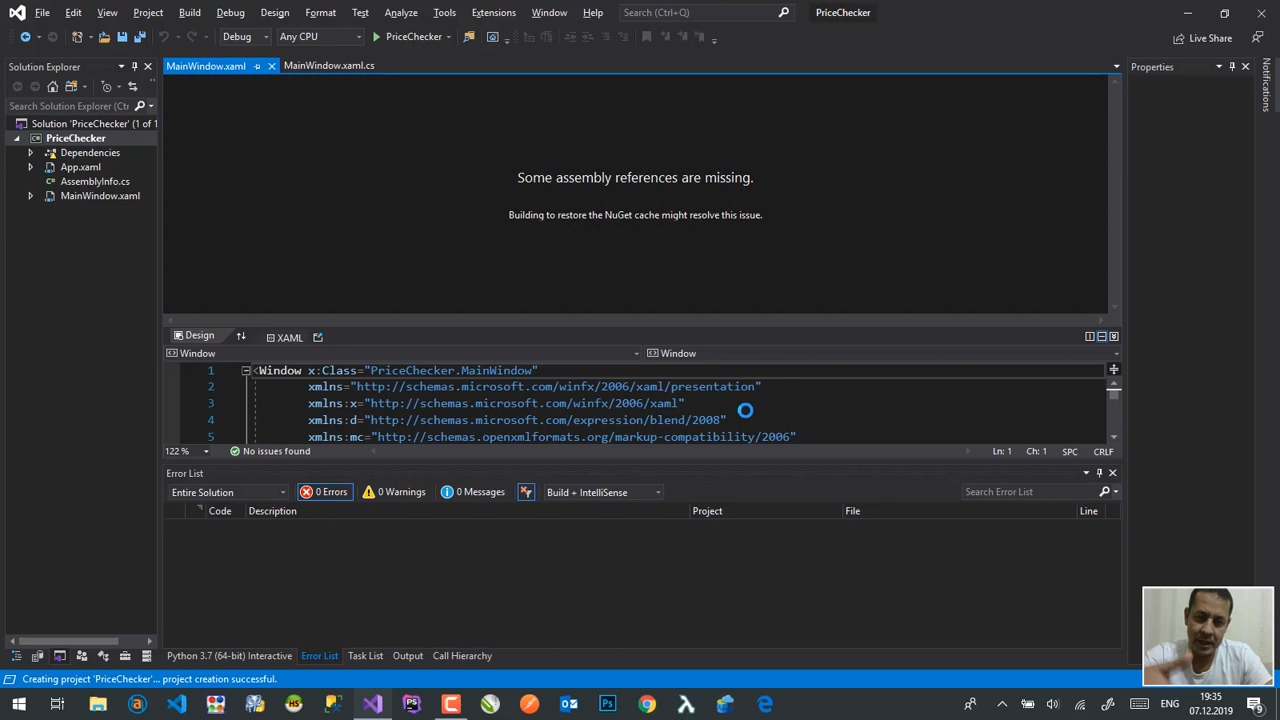 File Edit View Project Build Debug Design Format Test Analyze Tools Extensions Window Help Search (Ctrl+Q) PriceChecker
Debug Any CPU PriceChecker Live Share
Solution Explorer
Search Solution Explorer (Ctr
Solution 'PriceChecker' (1 of 1
PriceChecker
Dependencies
App.xaml
AssemblyInfo.cs
MainWindow.xaml
MainWindow.xaml MainWindow.xaml.cs
Some assembly references are missing.
Building to restore the NuGet cache might resolve this issue.
Design XAML
Window Window
1 <Window x:Class="PriceChecker.MainWindow"
2 xmlns="http://schemas.microsoft.com/winfx/2006/xaml/presentation"
3 xmlns:x="http://schemas.microsoft.com/winfx/2006/xaml"
4 xmlns:d="http://schemas.microsoft.com/expression/blend/2008"
5 xmlns:mc="http://schemas.openxmlformats.org/markup-compatibility/2006"
122 % No issues found Ln: 1 Ch: 1 SPC CRLF
Error List
Entire Solution 0 Errors 0 Warnings 0 Messages Build + IntelliSense Search Error List
Code Description Project File Line
Python 3.7 (64-bit) Interactive Error List Task List Output Call Hierarchy
Properties
Notifications
Creating project 'PriceChecker'... project creation successful.
ENG 19:35
07.12.2019